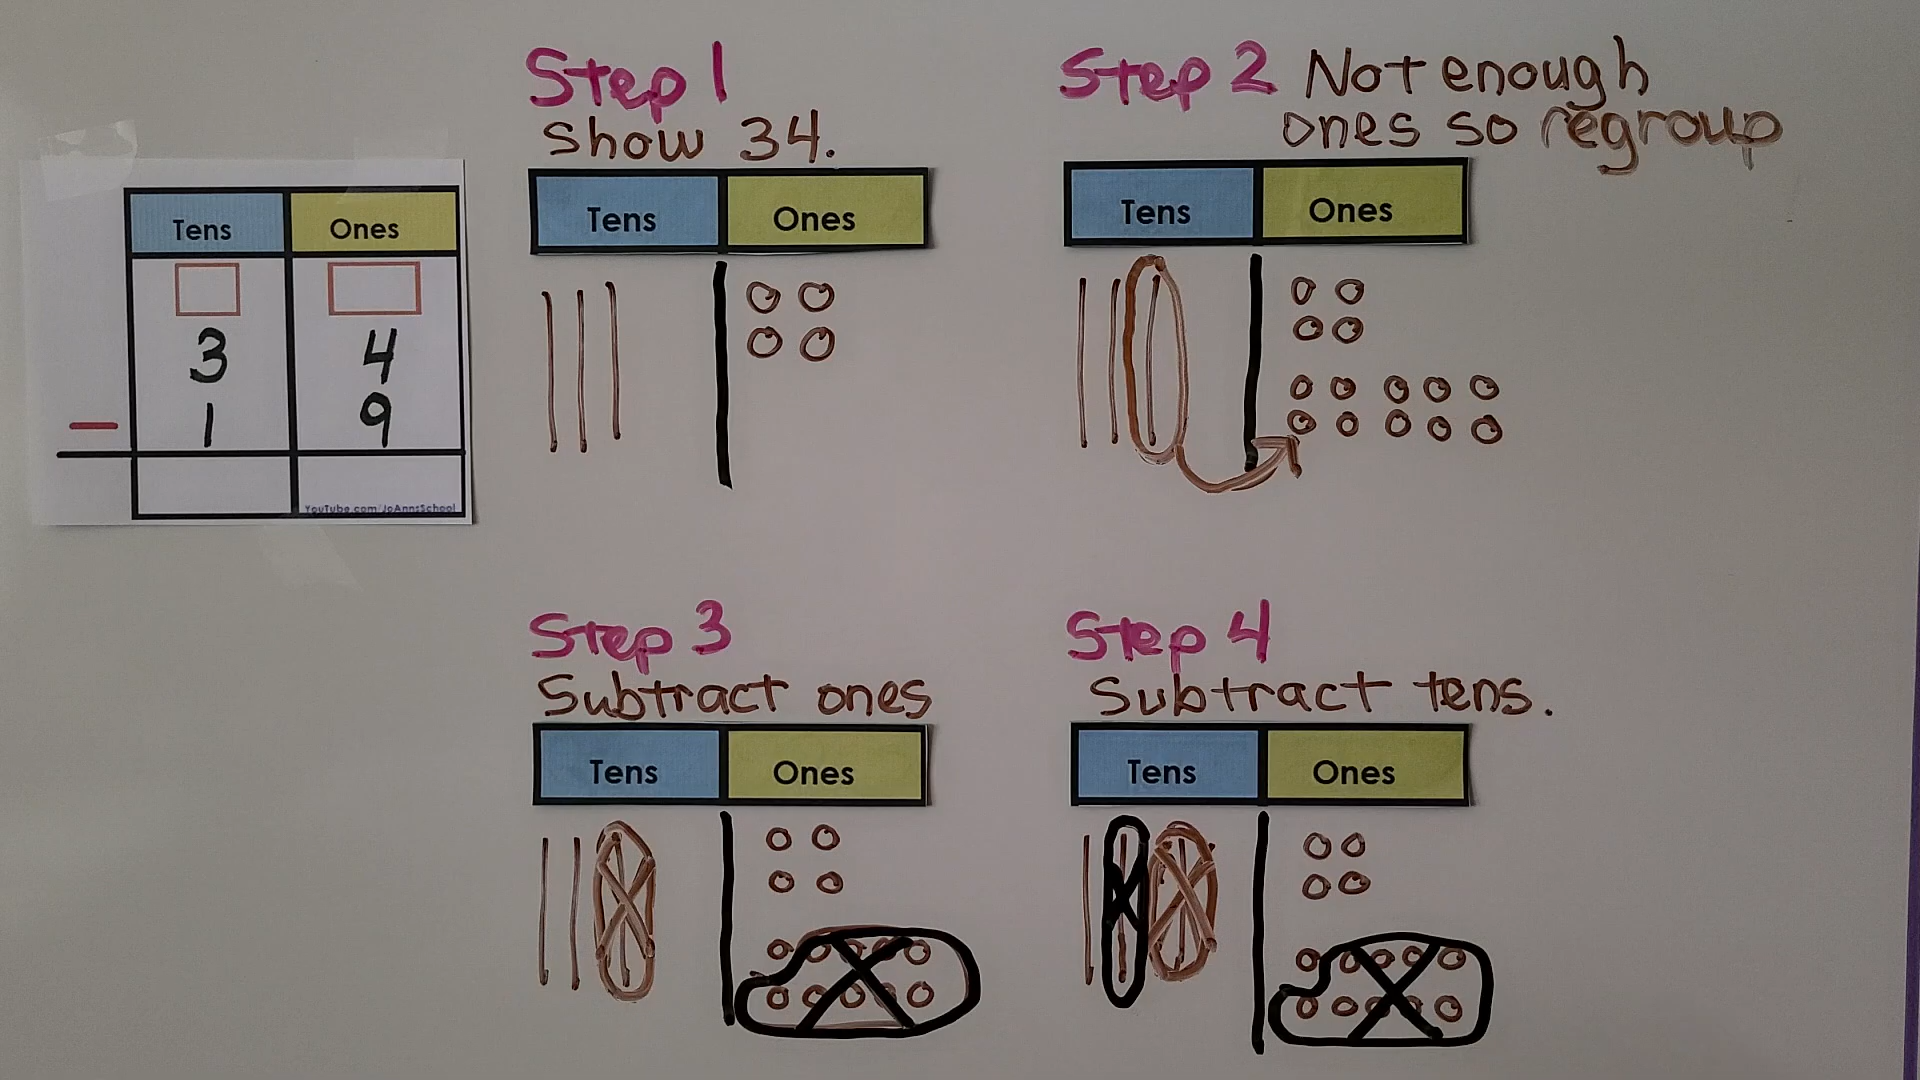 Step 1
Show 34.
Tens Ones
Step 2 Not enough
ones so regroup
Tens Ones
Tens Ones
3 4
- 1 9
YouTube.com/JoAnnsSchool
Step 3
Subtract ones
Tens Ones
Step 4
Subtract tens.
Tens Ones